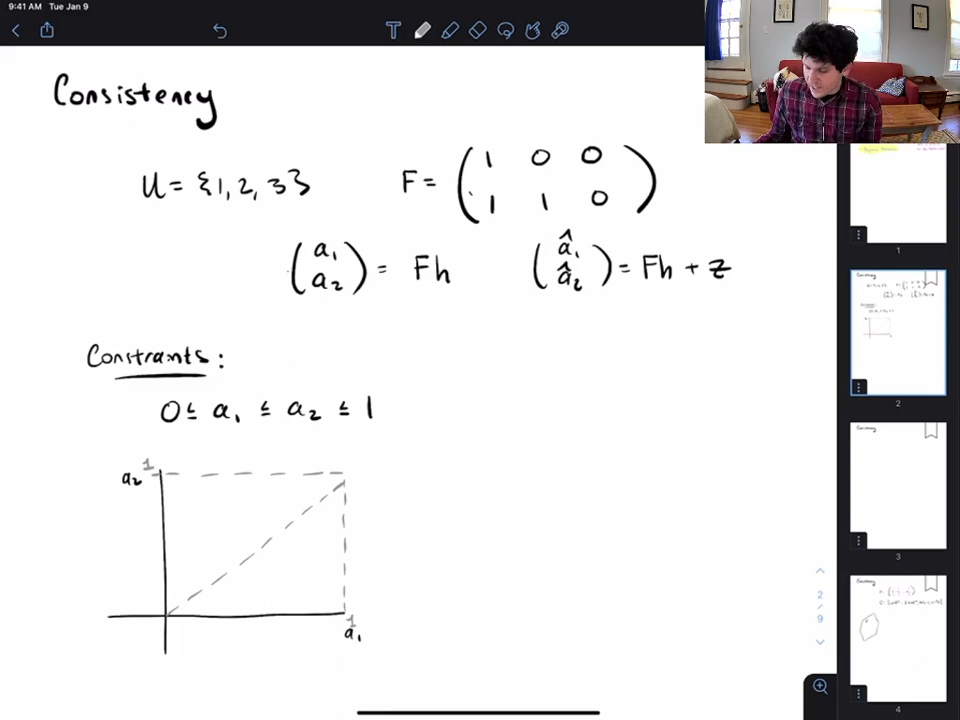 9:41 AM Tue Jan 9
Consistency
U = {1, 2, 3} F = ( 1 0 0
1 1 0 )
( a₁
a₂ ) = Fh ( â₁
â₂ ) = Fh + z
Constrants:
0 ≤ a₁ ≤ a₂ ≤ 1
a₂ 1
1
a₁
1
2
3
4
2
/
9